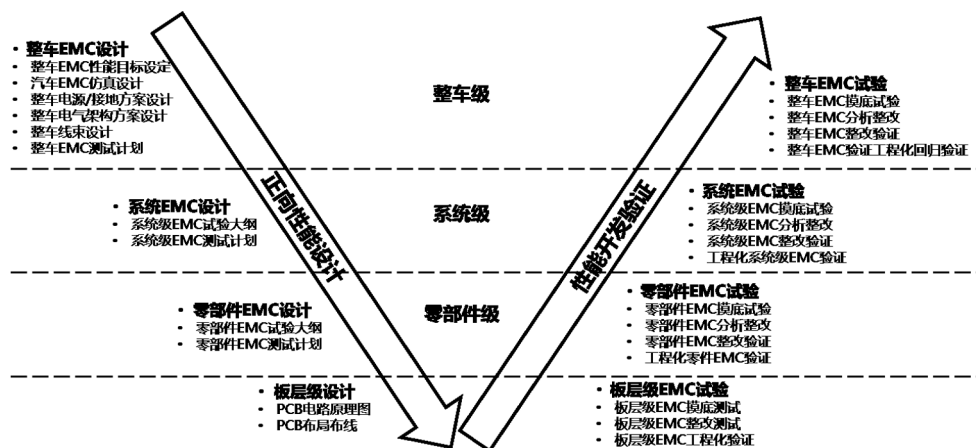 整车EMC设计
整车EMC性能目标设定
汽车EMC仿真设计
整车电源/接地方案设计
整车电气架构方案设计
整车线束设计
整车EMC测试计划
整车级
整车EMC试验
整车EMC摸底试验
整车EMC分析整改
整车EMC整改验证
整车EMC验证工程化回归验证
正向性能设计
性能开发验证
系统EMC设计
系统级EMC试验大纲
系统级EMC测试计划
系统级
系统EMC试验
系统级EMC摸底试验
系统级EMC分析整改
系统级EMC整改验证
工程化系统级EMC验证
零部件EMC设计
零部件EMC试验大纲
零部件EMC测试计划
零部件级
零部件EMC试验
零部件EMC摸底试验
零部件EMC分析整改
零部件EMC整改验证
工程化零件EMC验证
板层级设计
PCB电路原理图
PCB布局布线
板层级EMC试验
板层级EMC摸底测试
板层级EMC整改测试
板层级EMC工程化验证